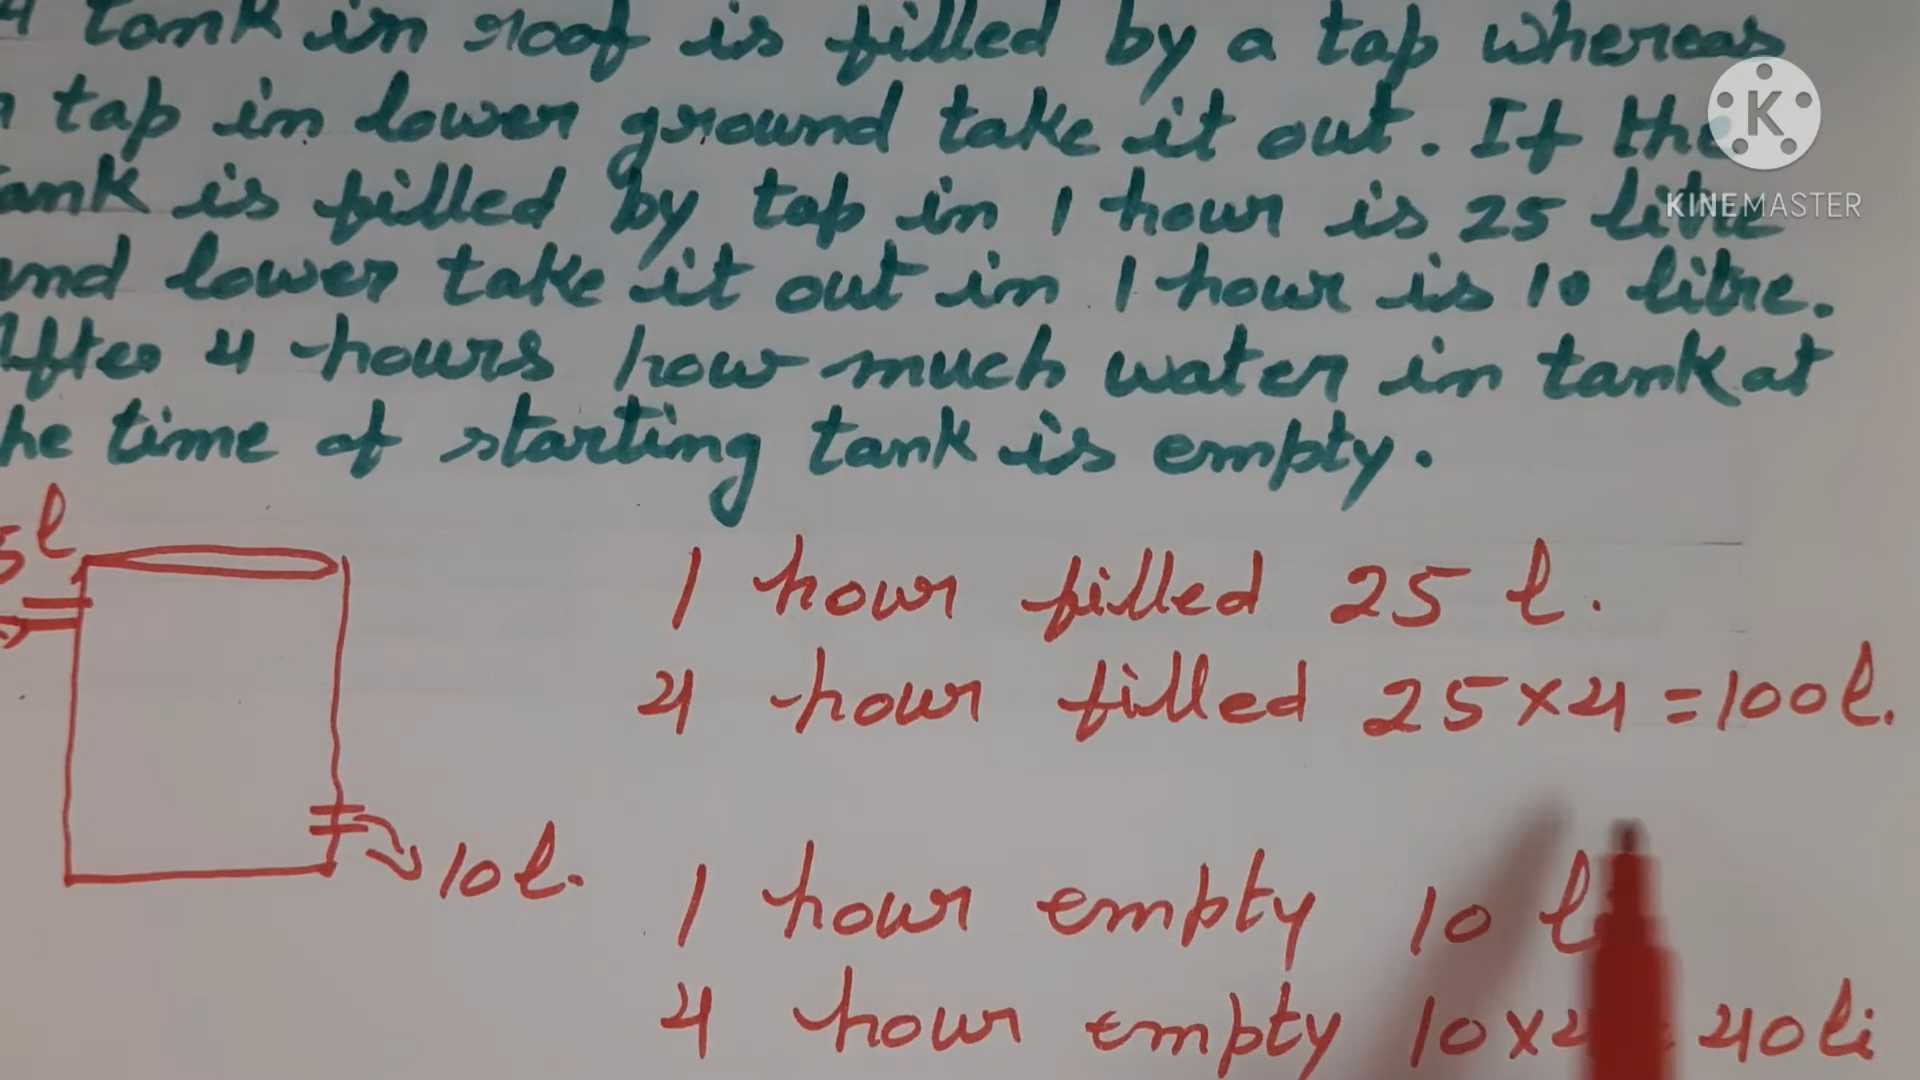 A tank in roof is filled by a tap whereas
a tap in lower ground take it out. If the
tank is filled by tap in 1 hour is 25 litre
and lower take it out in 1 hour is 10 litre.
After 4 hours how much water in tank at
the time of starting tank is empty.
K
KINEMASTER
5l
1 hour filled 25 l.
4 hour filled 25 × 4 = 100 l.
10 l.
1 hour empty 10 l
4 hour empty 10 × 4 40 li